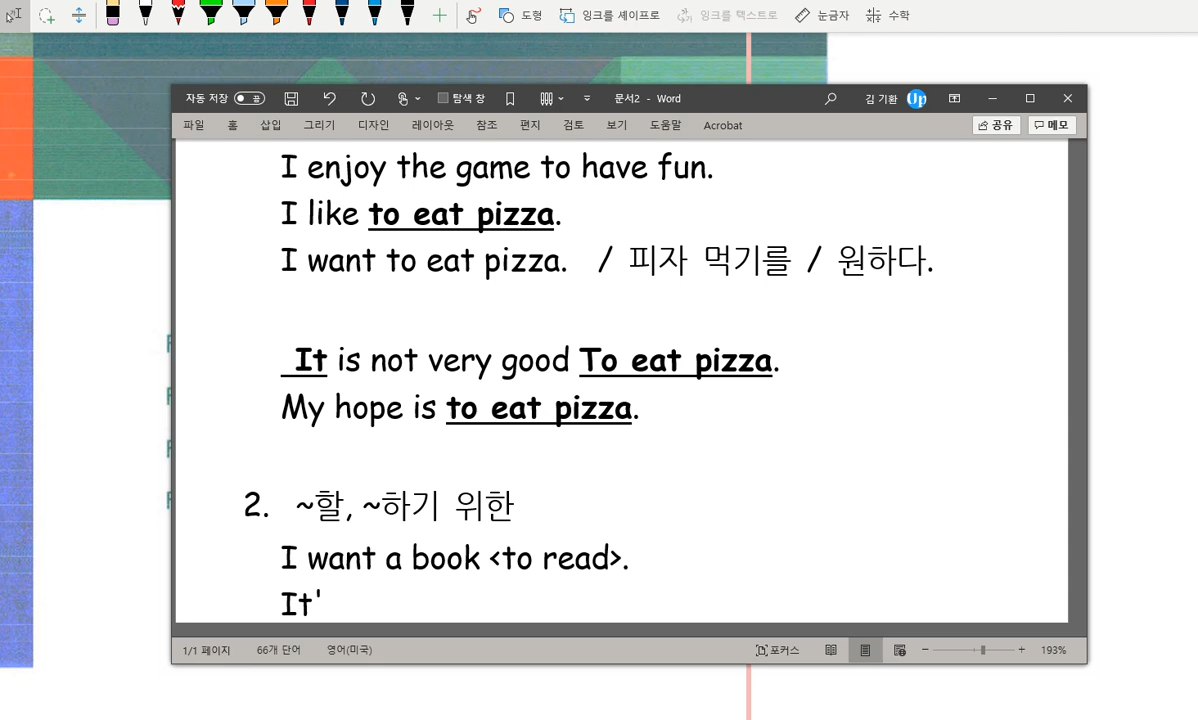 도형 잉크를 셰이프로 잉크를 텍스트로 눈금자 수학
자동 저장 끔 탐색 창 문서2 - Word 김 기환 Up
파일 홈 삽입 그리기 디자인 레이아웃 참조 편지 검토 보기 도움말 Acrobat 공유 메모
I enjoy the game to have fun.
I like to eat pizza.
I want to eat pizza. / 피자 먹기를 / 원하다.
It is not very good To eat pizza.
My hope is to eat pizza.
2. ~할, ~하기 위한
I want a book <to read>.
It'
1/1 페이지 66개 단어 영어(미국) 포커스 193%